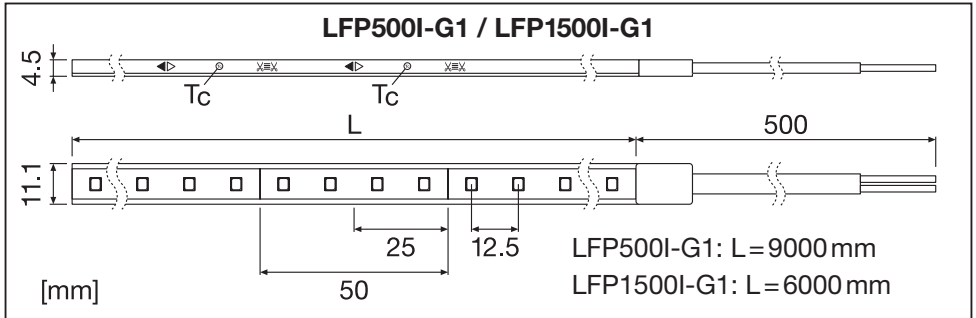 LFP500I-G1 / LFP1500I-G1
4.5
Tc Tc
L 500
11.1
25 12.5 LFP500I-G1: L=9000mm
50 LFP1500I-G1: L=6000mm
[mm]